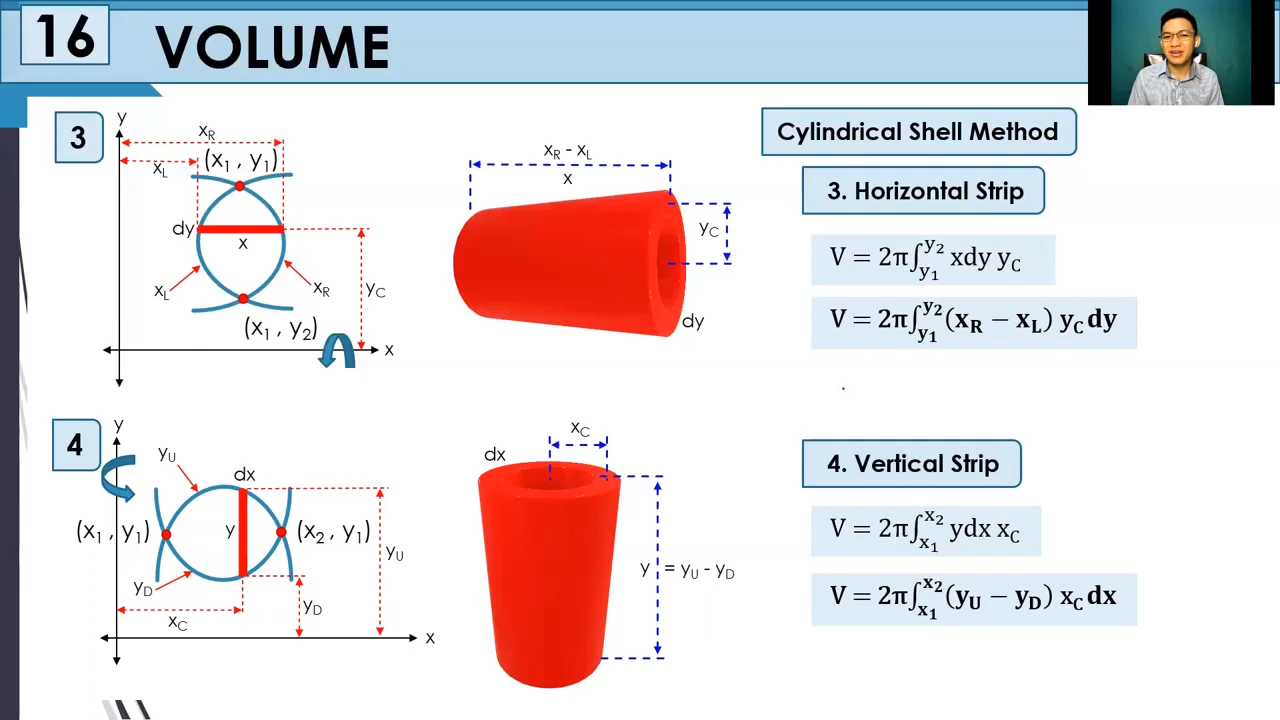 16
VOLUME
3
y
x_R
x_L
(x₁ , y₁)
dy
x
x_L
x_R
y_C
(x₁ , y₂)
x
x_R - x_L
x
y_C
dy
Cylindrical Shell Method
3. Horizontal Strip
V = 2π∫_{y₁}^{y₂} xdy y_C
V = 2π∫_{y₁}^{y₂}(x_R − x_L) y_C dy
4
y
y_U
dx
(x₁ , y₁)
y
(x₂ , y₁)
y_U
y_D
y_D
x_C
x
x_C
dx
y = y_U - y_D
4. Vertical Strip
V = 2π∫_{x₁}^{x₂} ydx x_C
V = 2π∫_{x₁}^{x₂}(y_U − y_D) x_C dx